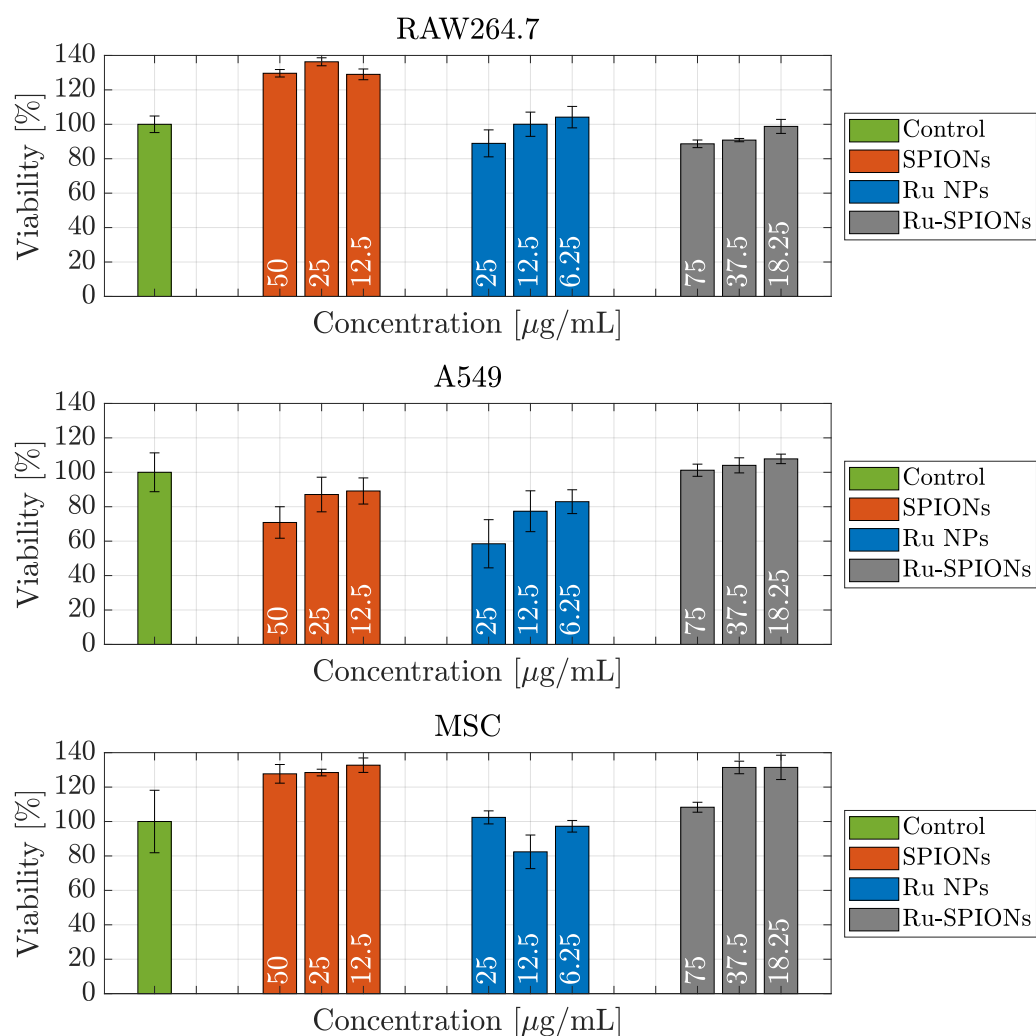 RAW264.7
Viability [%]
140
120
100
80
60
40
20
0
50
25
12.5
25
12.5
6.25
75
37.5
18.25
Concentration [μg/mL]
Control
SPIONs
Ru NPs
Ru-SPIONs
A549
Viability [%]
140
120
100
80
60
40
20
0
50
25
12.5
25
12.5
6.25
75
37.5
18.25
Concentration [μg/mL]
Control
SPIONs
Ru NPs
Ru-SPIONs
MSC
Viability [%]
140
120
100
80
60
40
20
0
50
25
12.5
25
12.5
6.25
75
37.5
18.25
Concentration [μg/mL]
Control
SPIONs
Ru NPs
Ru-SPIONs